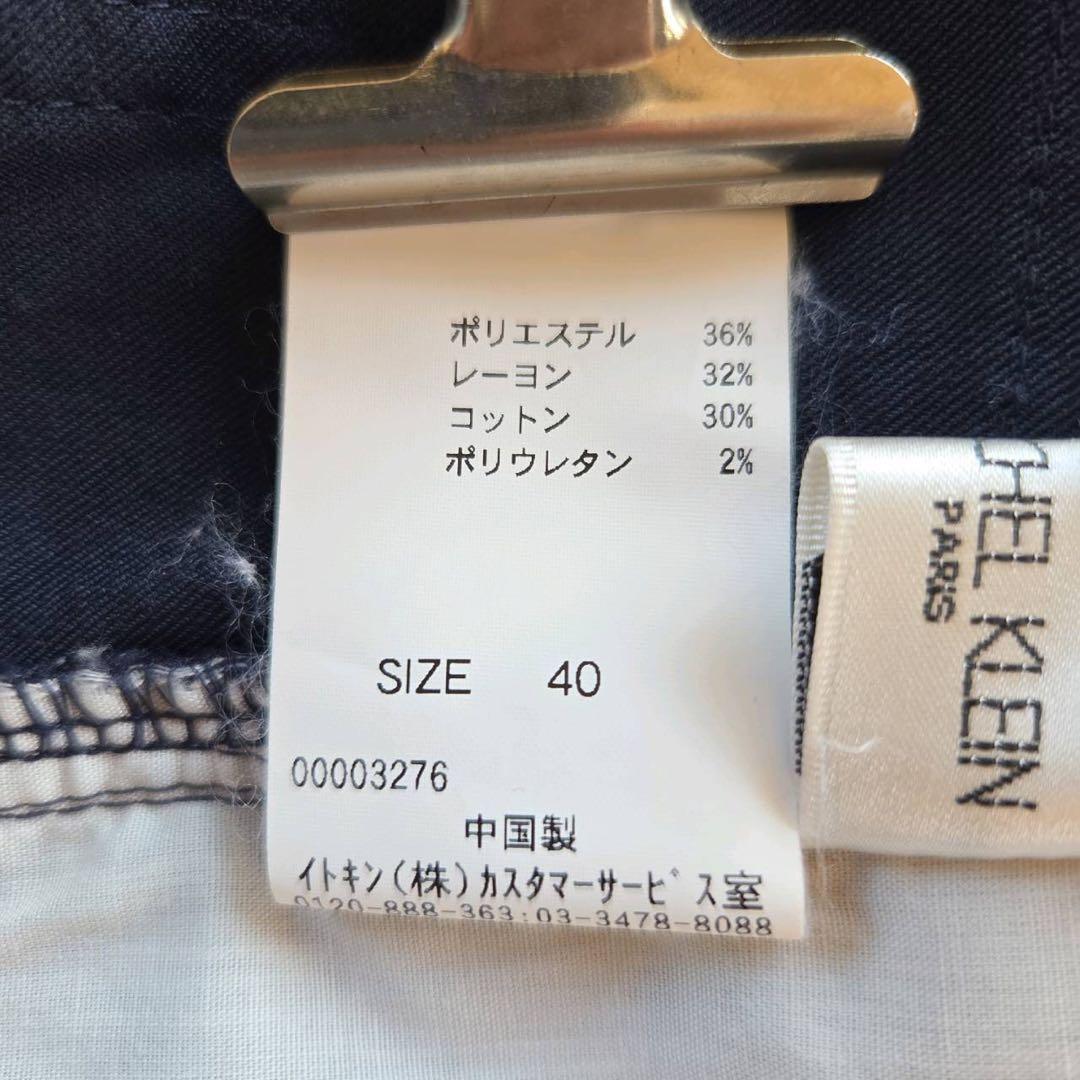 ポリエステル 36%
レーヨン 32%
コットン 30%
ポリウレタン 2%
SIZE 40
00003276
中国製
イトキン(株)カスタマーサービス室
0120-888-363:03-3478-8088
CHEL KLEIN
PARIS